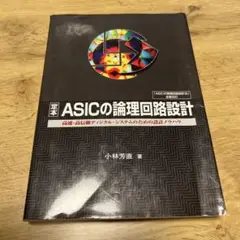 定本
ASICの論理回路設計
高速・高信頼ディジタル・システムのための設計ノウハウ
小林芳直 著